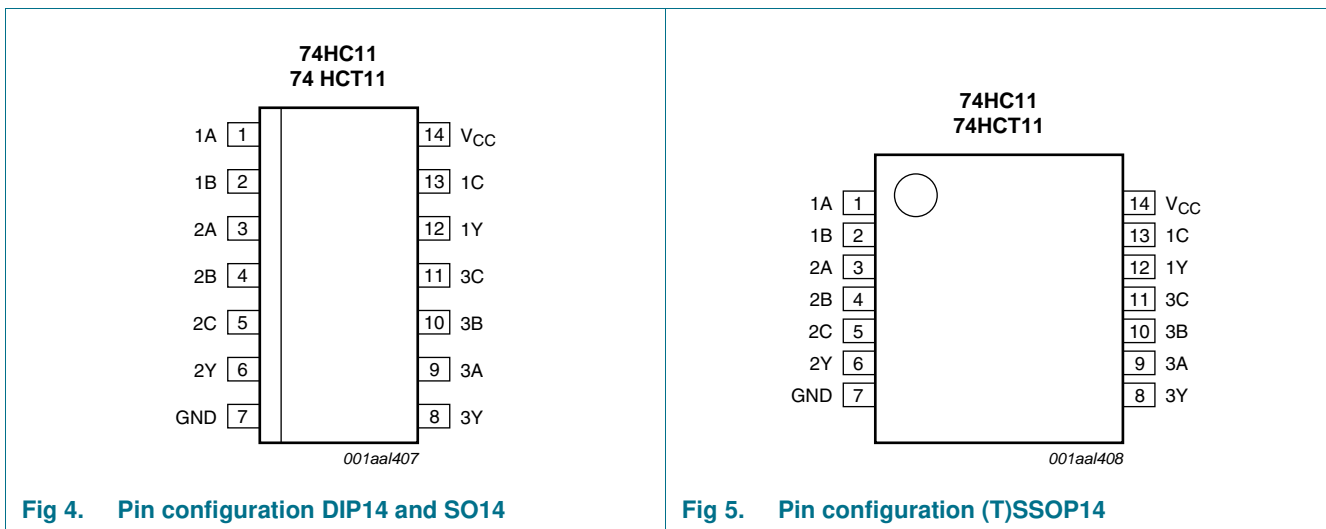 74HC11
74 HCT11
1A 1 14 VCC
1B 2 13 1C
2A 3 12 1Y
2B 4 11 3C
2C 5 10 3B
2Y 6 9 3A
GND 7 8 3Y
001aal407
Fig 4. Pin configuration DIP14 and SO14
74HC11
74HCT11
1A 1 14 VCC
1B 2 13 1C
2A 3 12 1Y
2B 4 11 3C
2C 5 10 3B
2Y 6 9 3A
GND 7 8 3Y
001aal408
Fig 5. Pin configuration (T)SSOP14